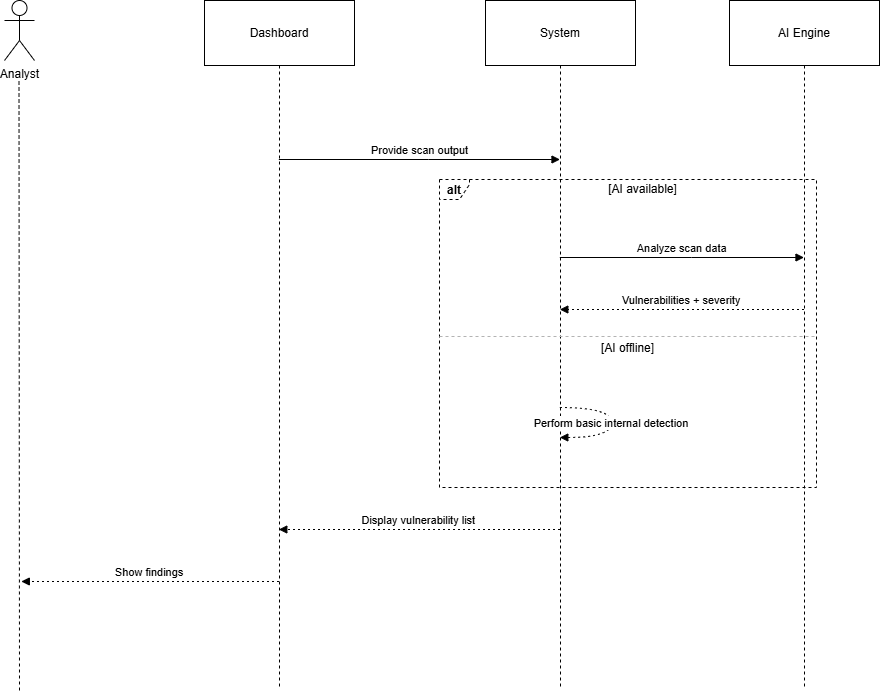 Dashboard
System
AI Engine
Analyst
Provide scan output
alt
[AI available]
Analyze scan data
Vulnerabilities + severity
[AI offline]
Perform basic internal detection
Display vulnerability list
Show findings